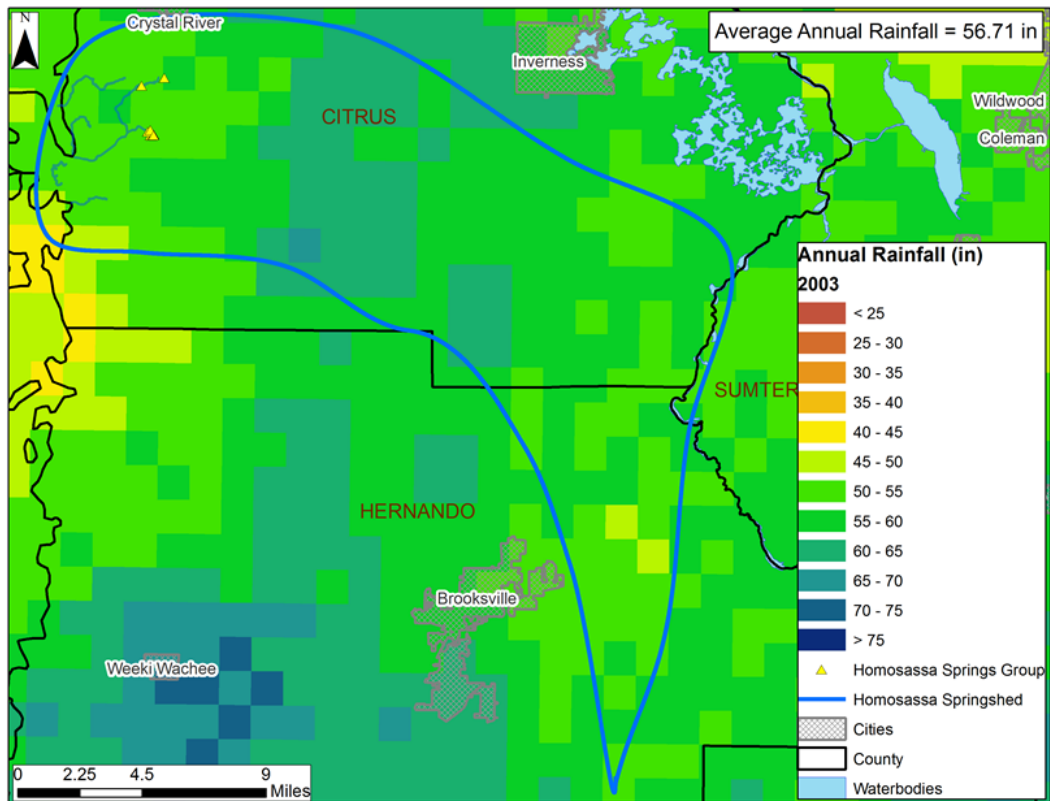 N
Crystal River
Average Annual Rainfall = 56.71 in
Inverness
CITRUS
Wildwood
Coleman
Annual Rainfall (in)
2003
< 25
25 - 30
30 - 35
35 - 40
40 - 45
45 - 50
50 - 55
55 - 60
60 - 65
65 - 70
70 - 75
> 75
Homosassa Springs Group
Homosassa Springshed
Cities
County
Waterbodies
SUMTER
HERNANDO
Brooksville
Weeki Wachee
0 2.25 4.5 9
Miles